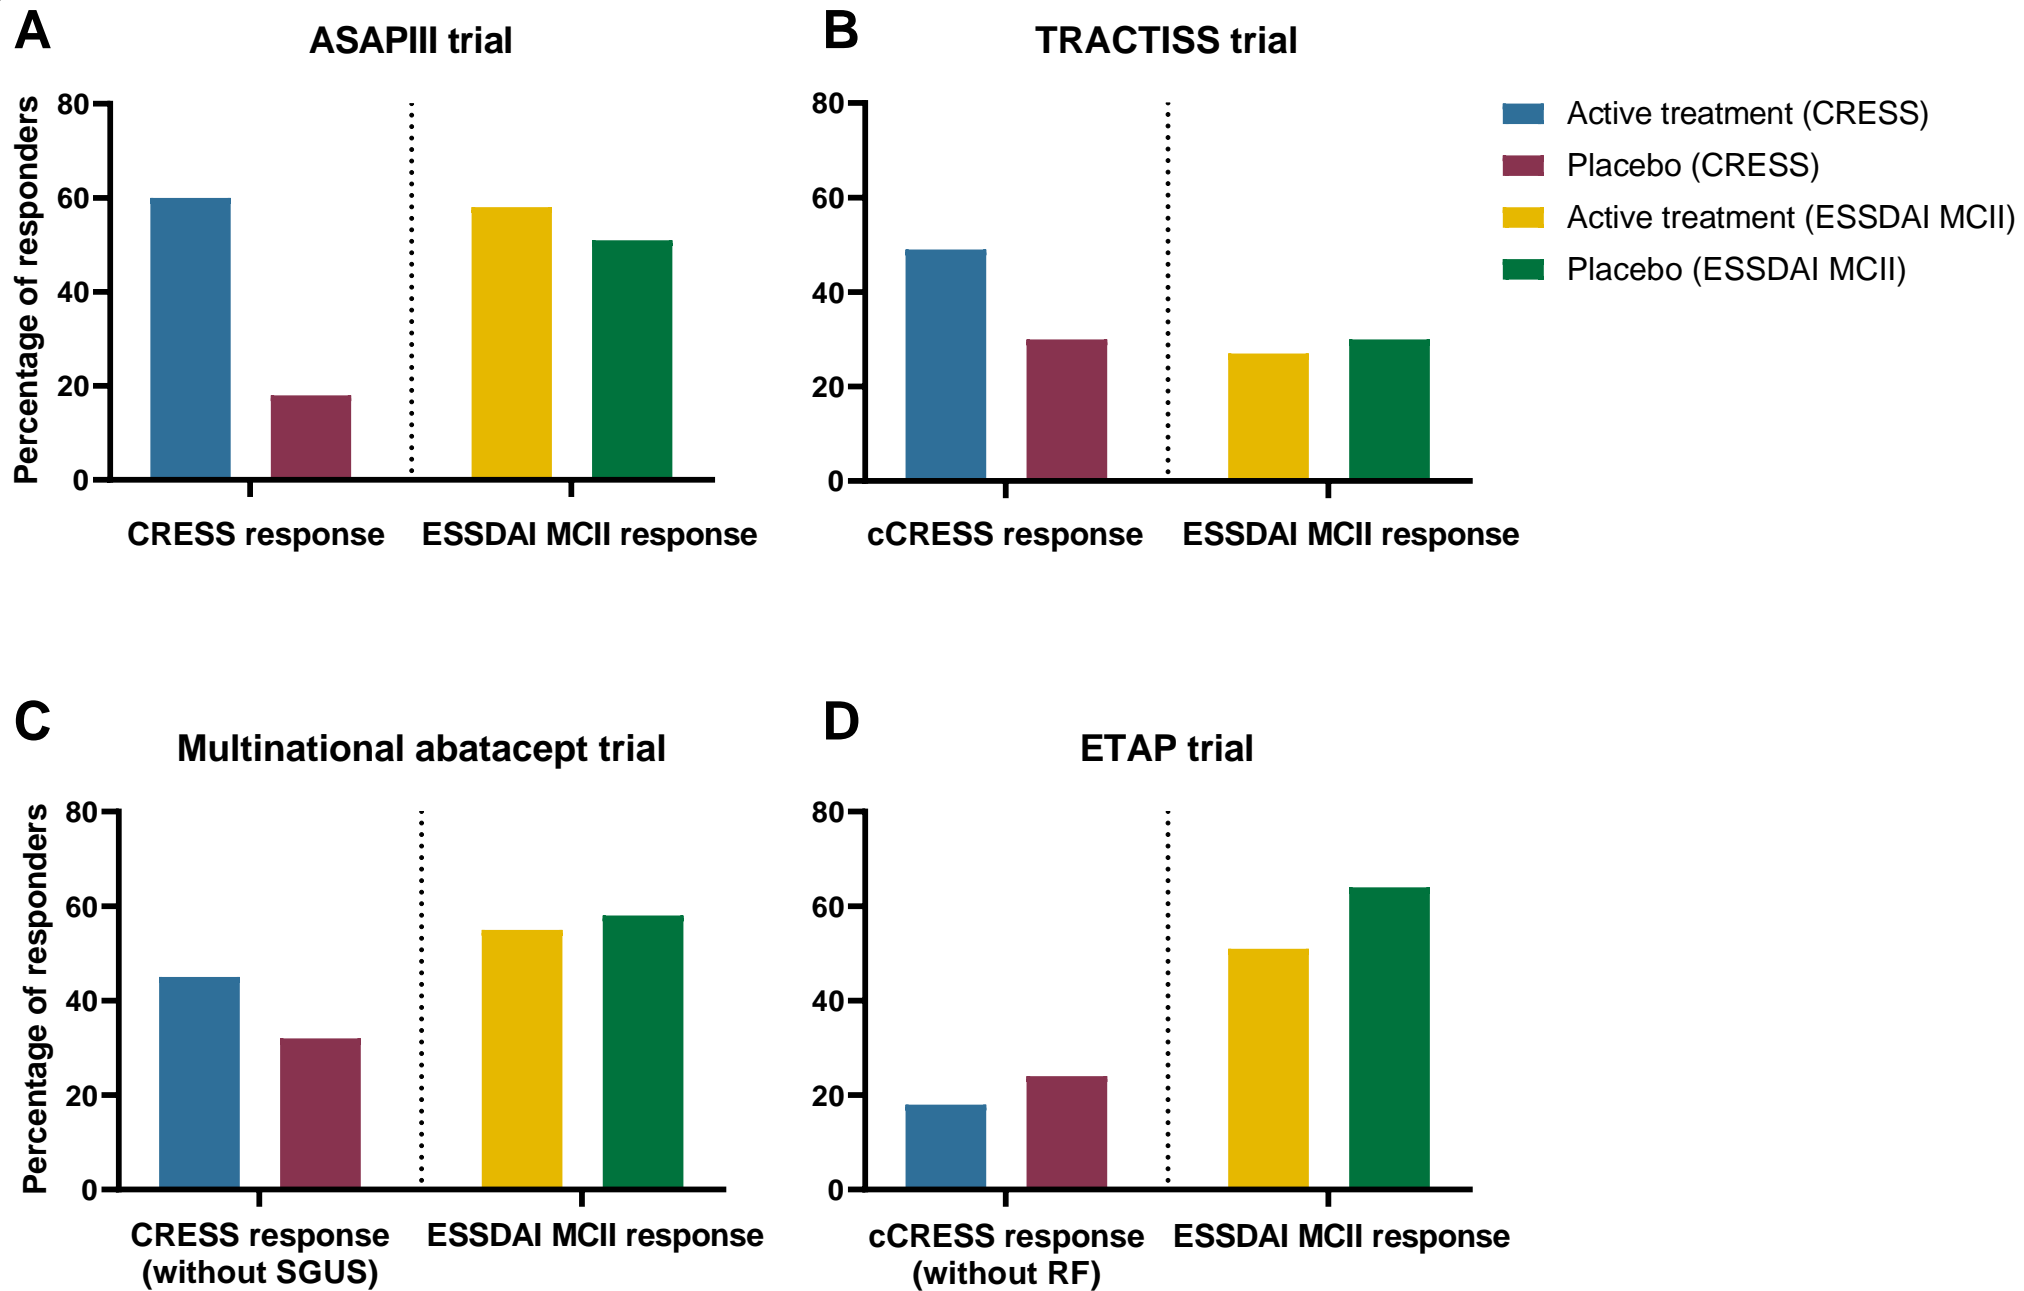 A
ASAPIII trial
Percentage of responders
80
60
40
20
0
CRESS response
ESSDAI MCII response
B
TRACTISS trial
80
60
40
20
0
cCRESS response
ESSDAI MCII response
Active treatment (CRESS)
Placebo (CRESS)
Active treatment (ESSDAI MCII)
Placebo (ESSDAI MCII)
C
Multinational abatacept trial
Percentage of responders
80
60
40
20
0
CRESS response
(without SGUS)
ESSDAI MCII response
D
ETAP trial
80
60
40
20
0
cCRESS response
(without RF)
ESSDAI MCII response